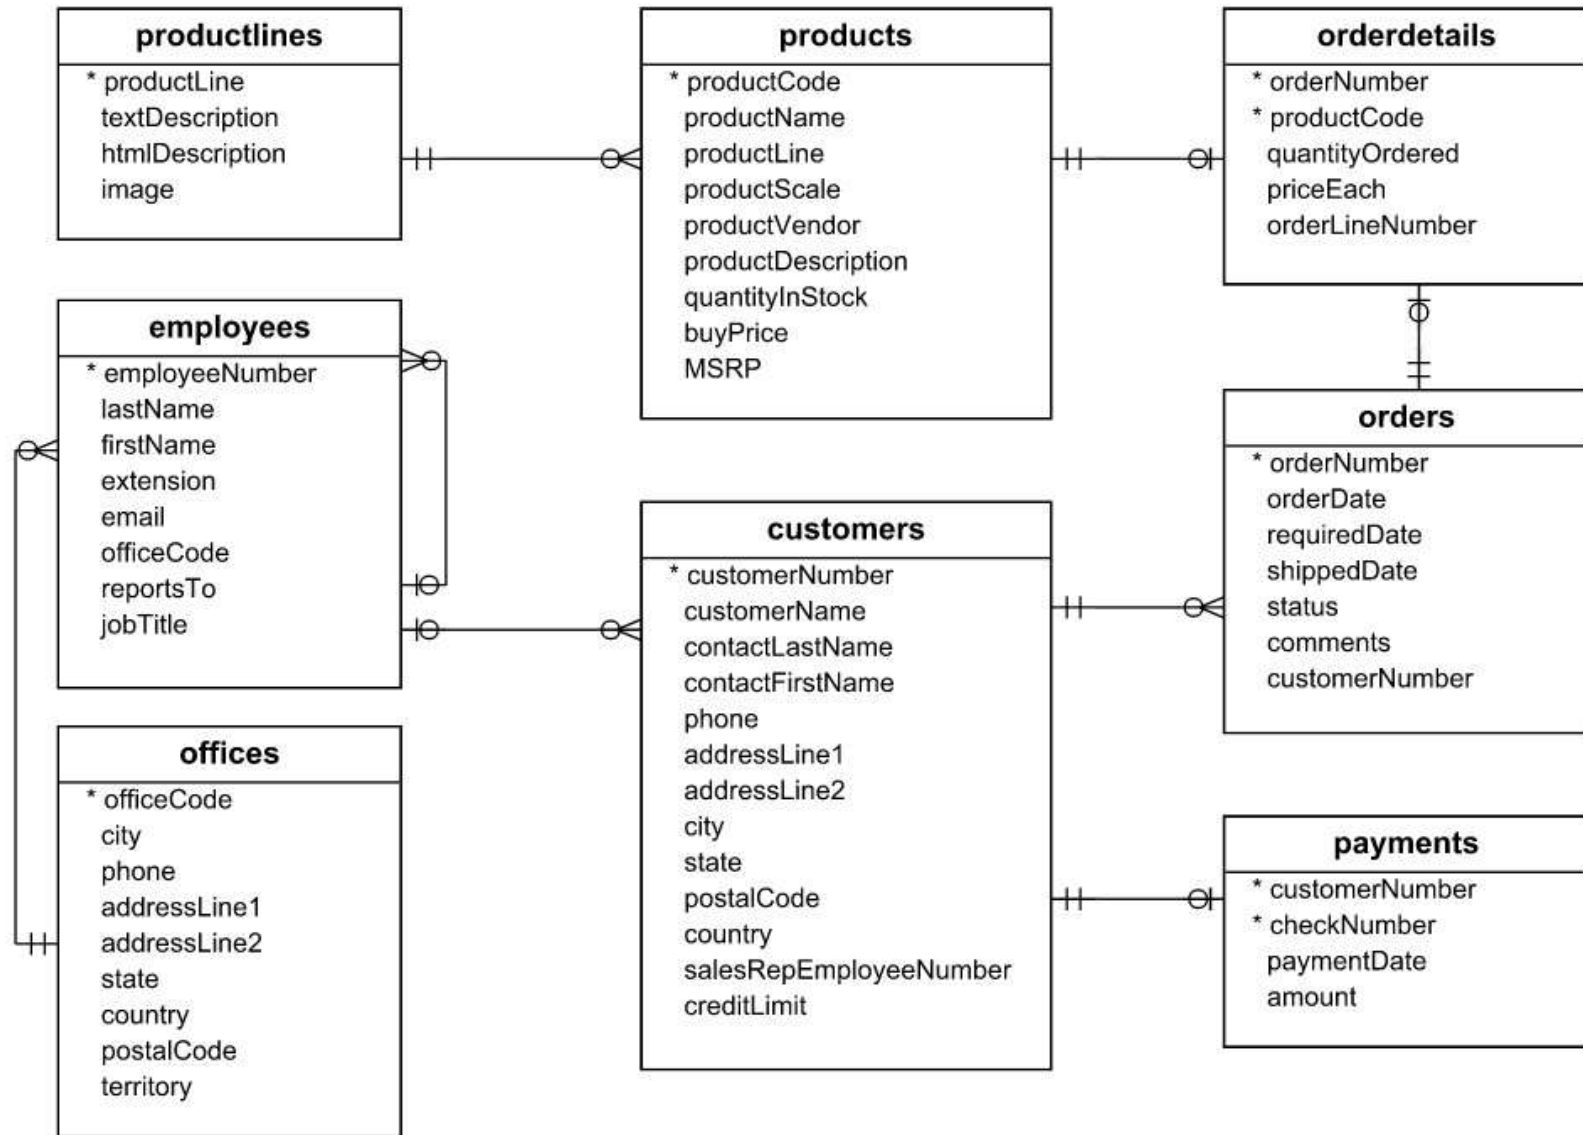 productlines
* productLine
textDescription
htmlDescription
image
products
* productCode
productName
productLine
productScale
productVendor
productDescription
quantityInStock
buyPrice
MSRP
orderdetails
* orderNumber
* productCode
quantityOrdered
priceEach
orderLineNumber
employees
* employeeNumber
lastName
firstName
extension
email
officeCode
reportsTo
jobTitle
customers
* customerNumber
customerName
contactLastName
contactFirstName
phone
addressLine1
addressLine2
city
state
postalCode
country
salesRepEmployeeNumber
creditLimit
orders
* orderNumber
orderDate
requiredDate
shippedDate
status
comments
customerNumber
offices
* officeCode
city
phone
addressLine1
addressLine2
state
country
postalCode
territory
payments
* customerNumber
* checkNumber
paymentDate
amount